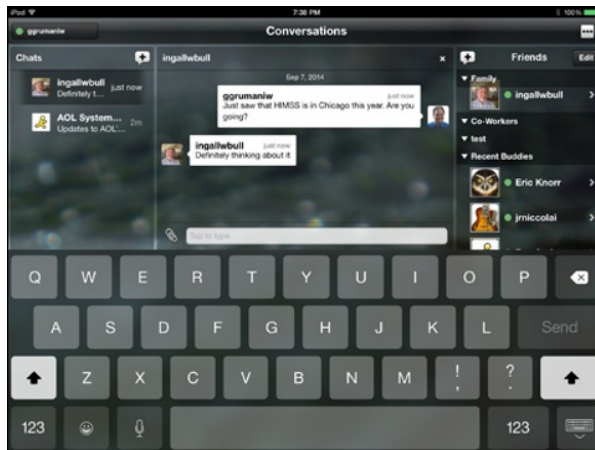 iPad
7:38 PM
100%
ggrumaniw
Conversations
Chats
ingallwbull
just now
Definitely t...
AOL System...
2m
Updates to AOL'...
ingallwbull
x
Sep 7, 2014
ggrumaniw
just now
Just saw that HIMSS is in Chicago this year. Are you
going?
ingallwbull
just now
Definitely thinking about it
Tap to type...
Friends
Edit
Family
ingallwbull
Co-Workers
test
Recent Buddies
Eric Knorr
jrniccolai
Q W E R T Y U I O P
A S D F G H J K L Send
Z X C V B N M ! , ? .
123 123